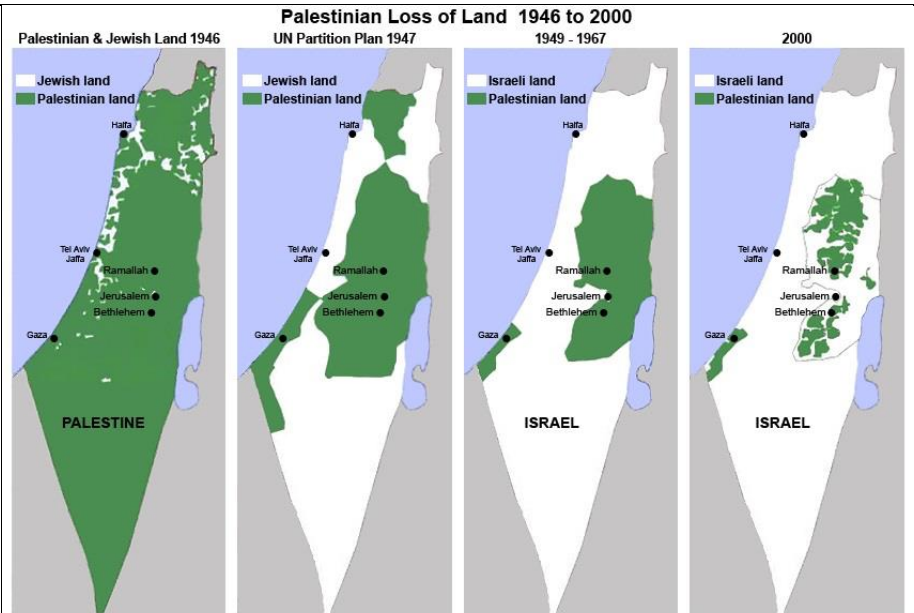 Palestinian Loss of Land 1946 to 2000
Palestinian & Jewish Land 1946
Jewish land
Palestinian land
Haifa
Tel Aviv
Jaffa
Ramallah
Jerusalem
Bethlehem
Gaza
PALESTINE
UN Partition Plan 1947
Jewish land
Palestinian land
Haifa
Tel Aviv
Jaffa
Ramallah
Jerusalem
Bethlehem
Gaza
1949 - 1967
Israeli land
Palestinian land
Haifa
Tel Aviv
Jaffa
Ramallah
Jerusalem
Bethlehem
Gaza
ISRAEL
2000
Israeli land
Palestinian land
Haifa
Tel Aviv
Jaffa
Ramallah
Jerusalem
Bethlehem
Gaza
ISRAEL